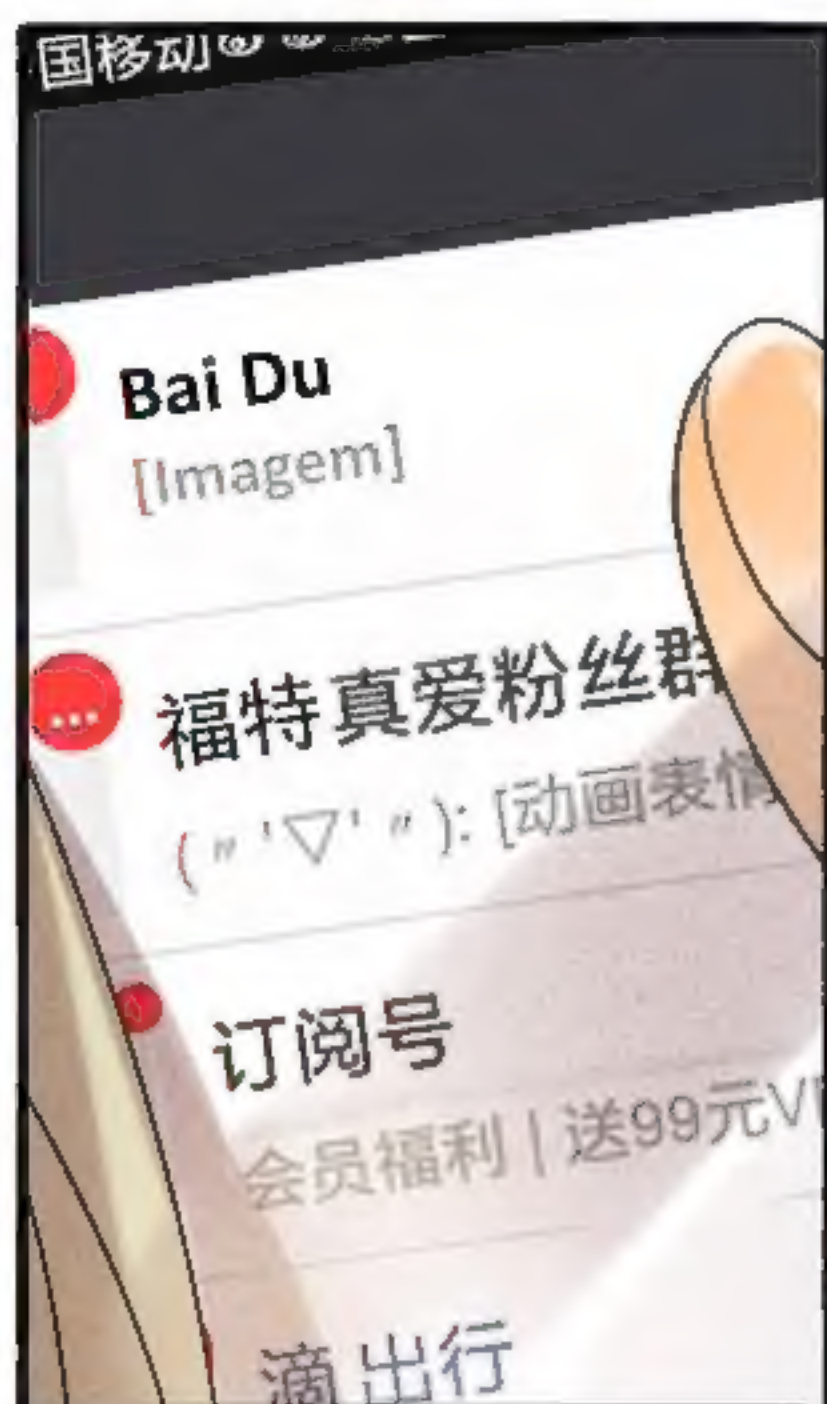 国移动
Bai Du
[Imagem]
福特真爱粉丝群
(〃'▽'〃): [动画表情
订阅号
会员福利 | 送99元V
滴出行